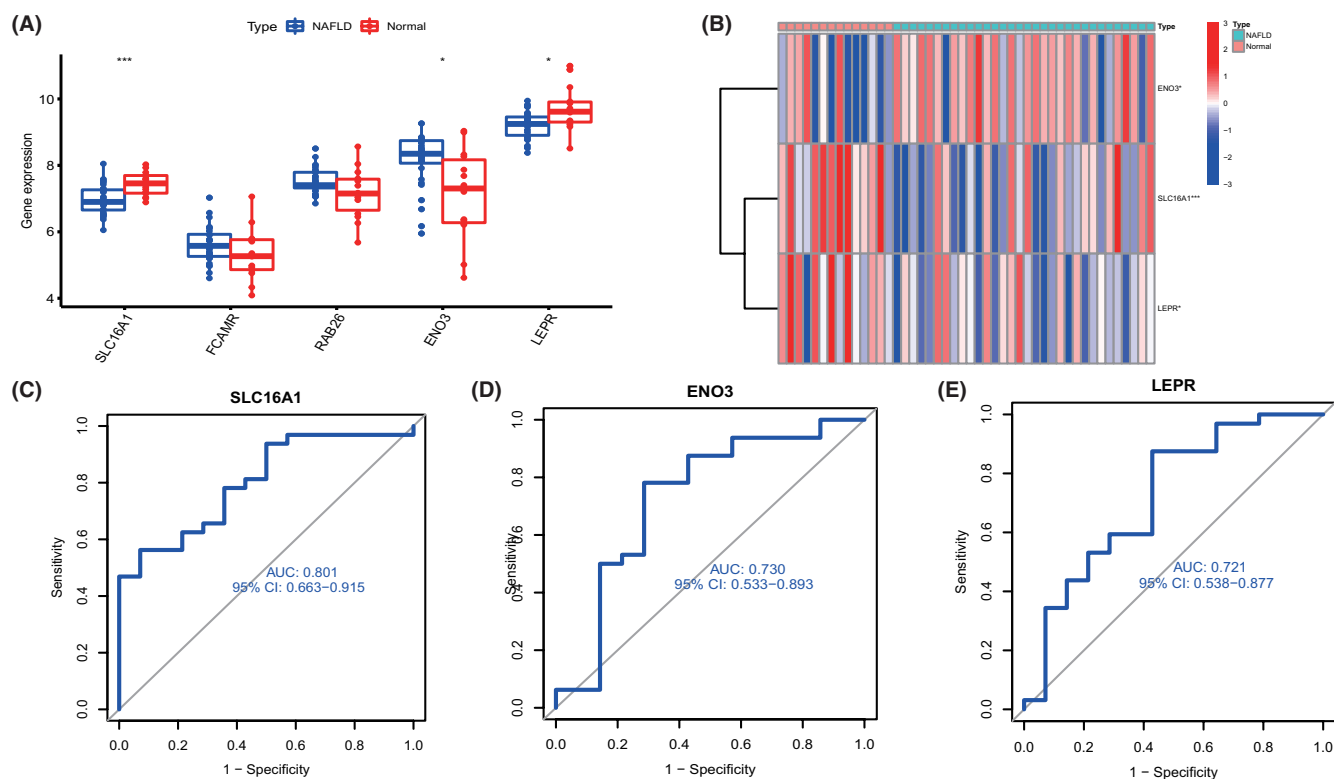 (A)
Type NAFLD Normal
*** * *
Gene expression
10
8
6
4
SLC16A1
FCAMR
RAB26
ENO3
LEPR
(B)
Type
ENO3*
SLC16A1***
LEPR*
3
2
1
0
−1
−2
−3
Type
NAFLD
Normal
(C)
SLC16A1
Sensitivity
1.0
0.8
0.6
0.4
0.2
0.0
AUC: 0.801
95% CI: 0.663−0.915
0.0 0.2 0.4 0.6 0.8 1.0
1 − Specificity
(D)
ENO3
Sensitivity
1.0
0.8
0.6
0.4
0.2
0.0
AUC: 0.730
95% CI: 0.533−0.893
0.0 0.2 0.4 0.6 0.8 1.0
1 − Specificity
(E)
LEPR
Sensitivity
1.0
0.8
0.6
0.4
0.2
0.0
AUC: 0.721
95% CI: 0.538−0.877
0.0 0.2 0.4 0.6 0.8 1.0
1 − Specificity